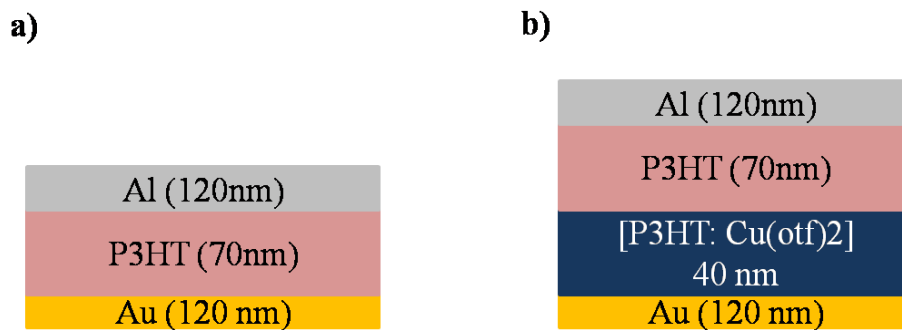 a)
Al (120nm)
P3HT (70nm)
Au (120 nm)
b)
Al (120nm)
P3HT (70nm)
[P3HT: Cu(otf)2]
40 nm
Au (120 nm)